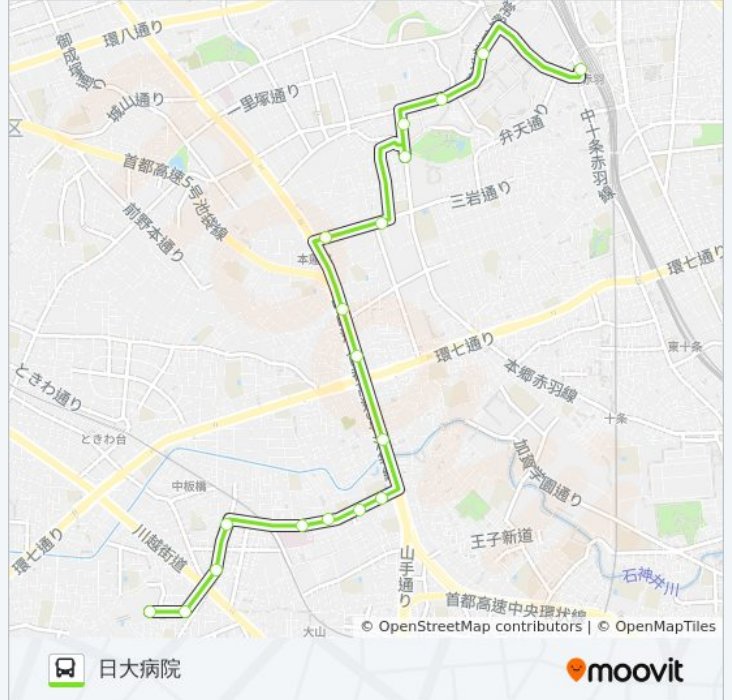 環八通り
御成塚通り
城山通り
一里塚通り
赤羽
弁天通り
中十条赤羽線
首都高速5号池袋線
前野本通り
三岩通り
環七通り
環七通り
東十条
本郷赤羽線
ときわ通り
十条
ときわ台
加賀学園通り
中板橋
川越街道
王子新道
環七通り
山手通り
石神井川
首都高速中央環状線
大山
© OpenStreetMap contributors | © OpenMapTiles
日大病院
moovit